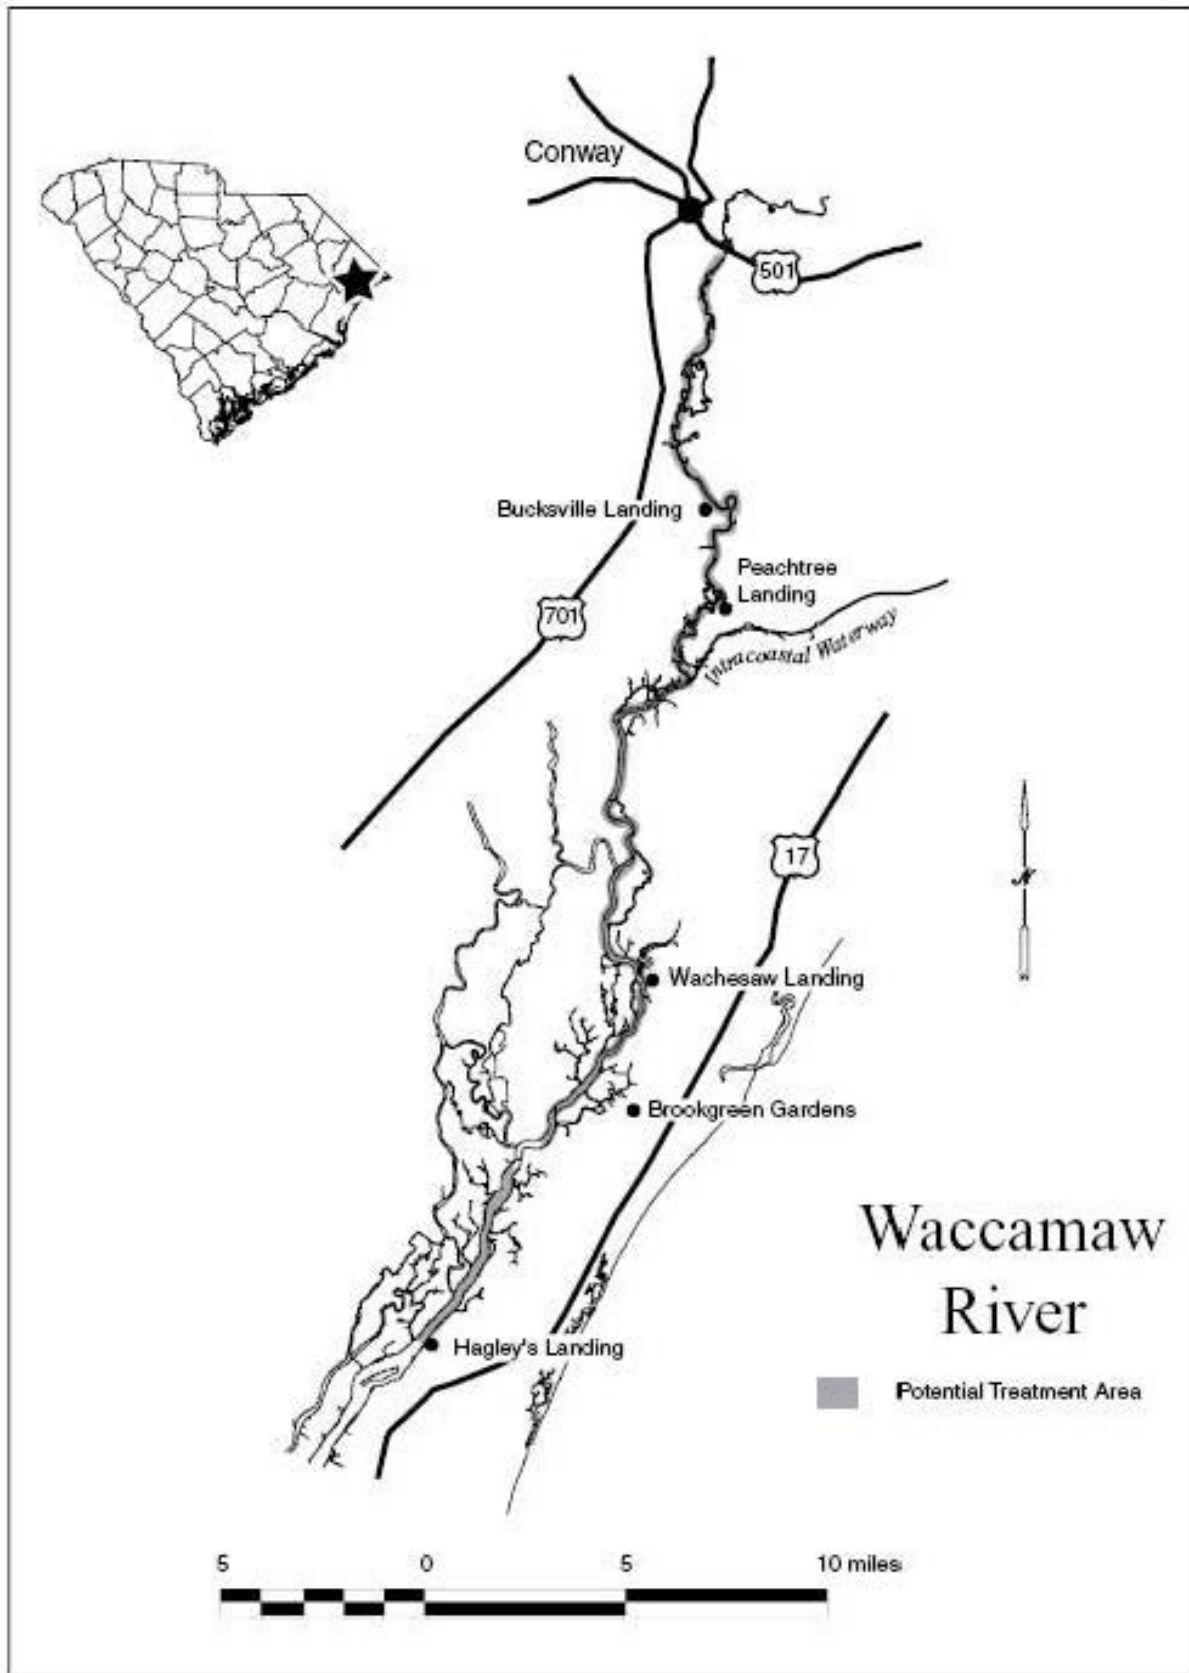 Conway
501
Bucksville Landing
Peachtree
Landing
701
Intracoastal Waterway
17
N
Wachesaw Landing
Brookgreen Gardens
Waccamaw
River
Hagley's Landing
Potential Treatment Area
5 0 5 10 miles